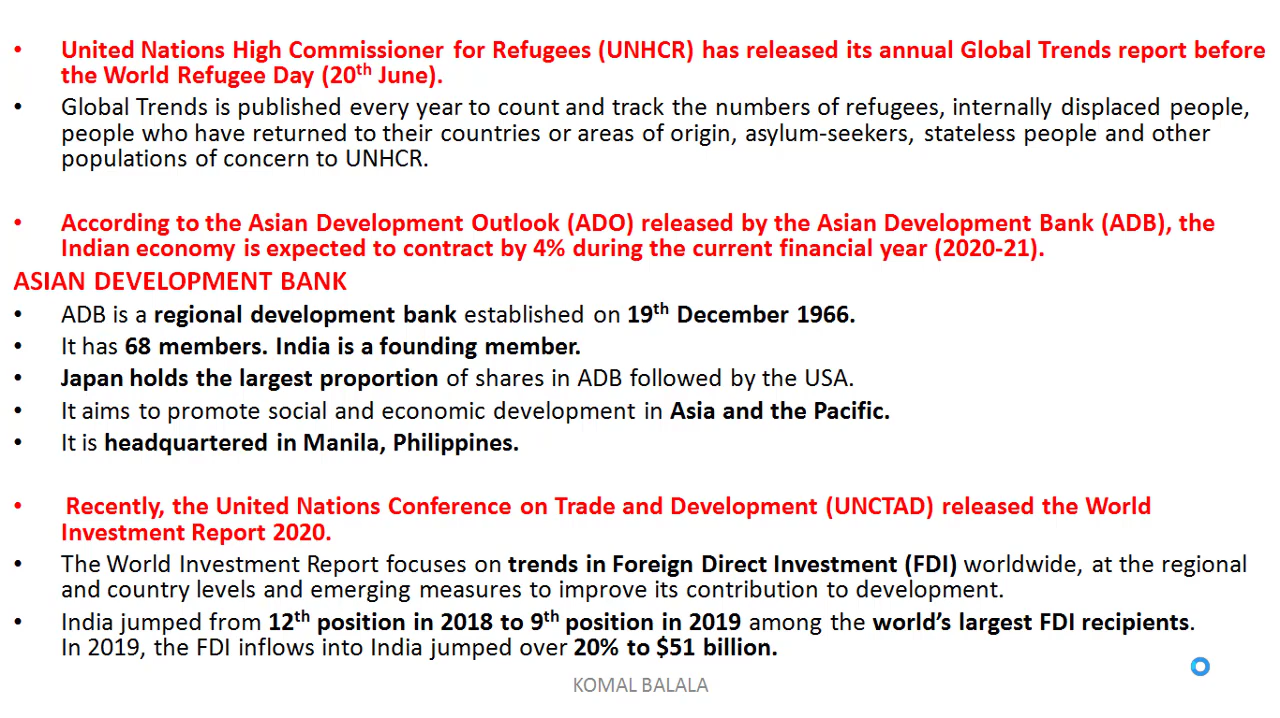 • United Nations High Commissioner for Refugees (UNHCR) has released its annual Global Trends report before
the World Refugee Day (20th June).
• Global Trends is published every year to count and track the numbers of refugees, internally displaced people,
people who have returned to their countries or areas of origin, asylum-seekers, stateless people and other
populations of concern to UNHCR.
• According to the Asian Development Outlook (ADO) released by the Asian Development Bank (ADB), the
Indian economy is expected to contract by 4% during the current financial year (2020-21).
ASIAN DEVELOPMENT BANK
• ADB is a regional development bank established on 19th December 1966.
• It has 68 members. India is a founding member.
• Japan holds the largest proportion of shares in ADB followed by the USA.
• It aims to promote social and economic development in Asia and the Pacific.
• It is headquartered in Manila, Philippines.
• Recently, the United Nations Conference on Trade and Development (UNCTAD) released the World
Investment Report 2020.
• The World Investment Report focuses on trends in Foreign Direct Investment (FDI) worldwide, at the regional
and country levels and emerging measures to improve its contribution to development.
• India jumped from 12th position in 2018 to 9th position in 2019 among the world's largest FDI recipients.
In 2019, the FDI inflows into India jumped over 20% to $51 billion.
KOMAL BALALA